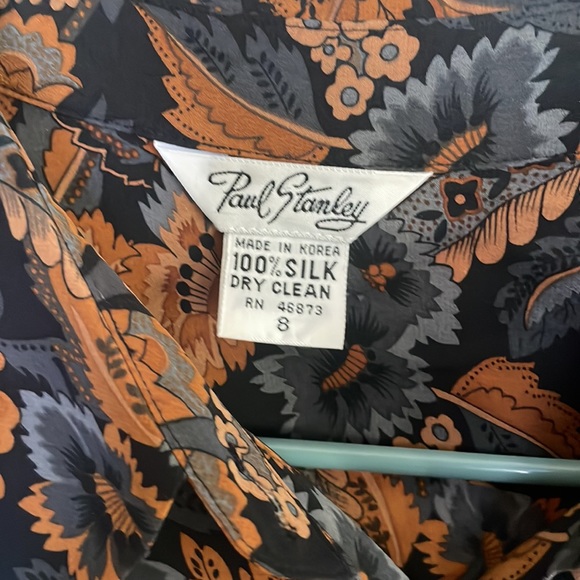 Paul Stanley
MADE IN KOREA
100% SILK
DRY CLEAN
RN 46873
8